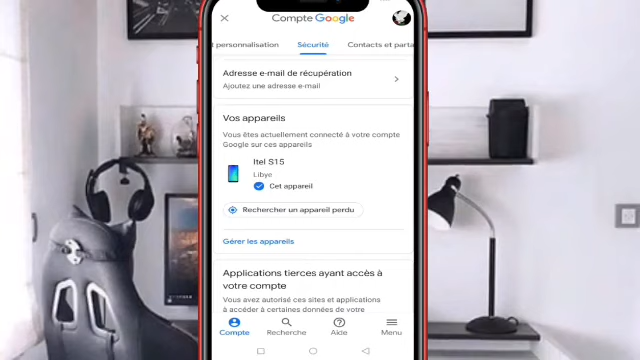 Compte Google
t personnalisation
Sécurité
Contacts et parta
Adresse e-mail de récupération
Ajoutez une adresse e-mail
Vos appareils
Vous êtes actuellement connecté à votre compte
Google sur ces appareils
Itel S15
Libye
Cet appareil
Rechercher un appareil perdu
Gérer les appareils
Applications tierces ayant accès à
votre compte
Vous avez autorisé ces sites et applications
à accéder à certaines données de votre
Compte
Recherche
Aide
Menu